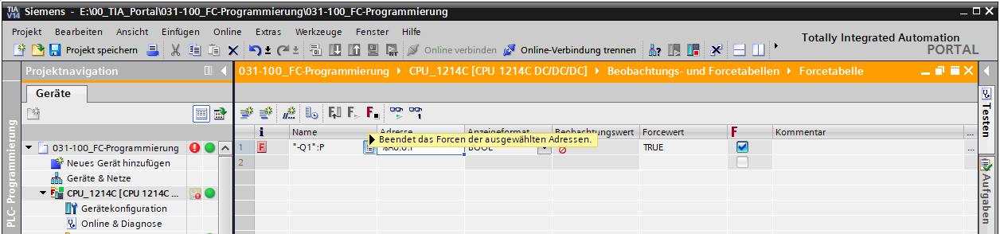 TIA V14 Siemens - E:\00_TIA_Portal\031-100_FC-Programmierung\031-100_FC-Programmierung
Projekt Bearbeiten Ansicht Einfügen Online Extras Werkzeuge Fenster Hilfe
Totally Integrated Automation
PORTAL
Projekt speichern Online verbinden Online-Verbindung trennen
Projektnavigation
031-100_FC-Programmierung CPU_1214C [CPU 1214C DC/DC/DC] Beobachtungs- und Forcetabellen Forcetabelle
Geräte
i Name Adresse Anzeigeformat Beobachtungswert Forcewert F Kommentar ...
Beendet das Forcen der ausgewählten Adressen.
1 F "-Q1":P BOOL TRUE ...
2
031-100_FC-Programmierung
Neues Gerät hinzufügen
Geräte & Netze
CPU_1214C [CPU 1214C ...
Gerätekonfiguration
Online & Diagnose
PLC- Programmierung
Testen
Aufgaben